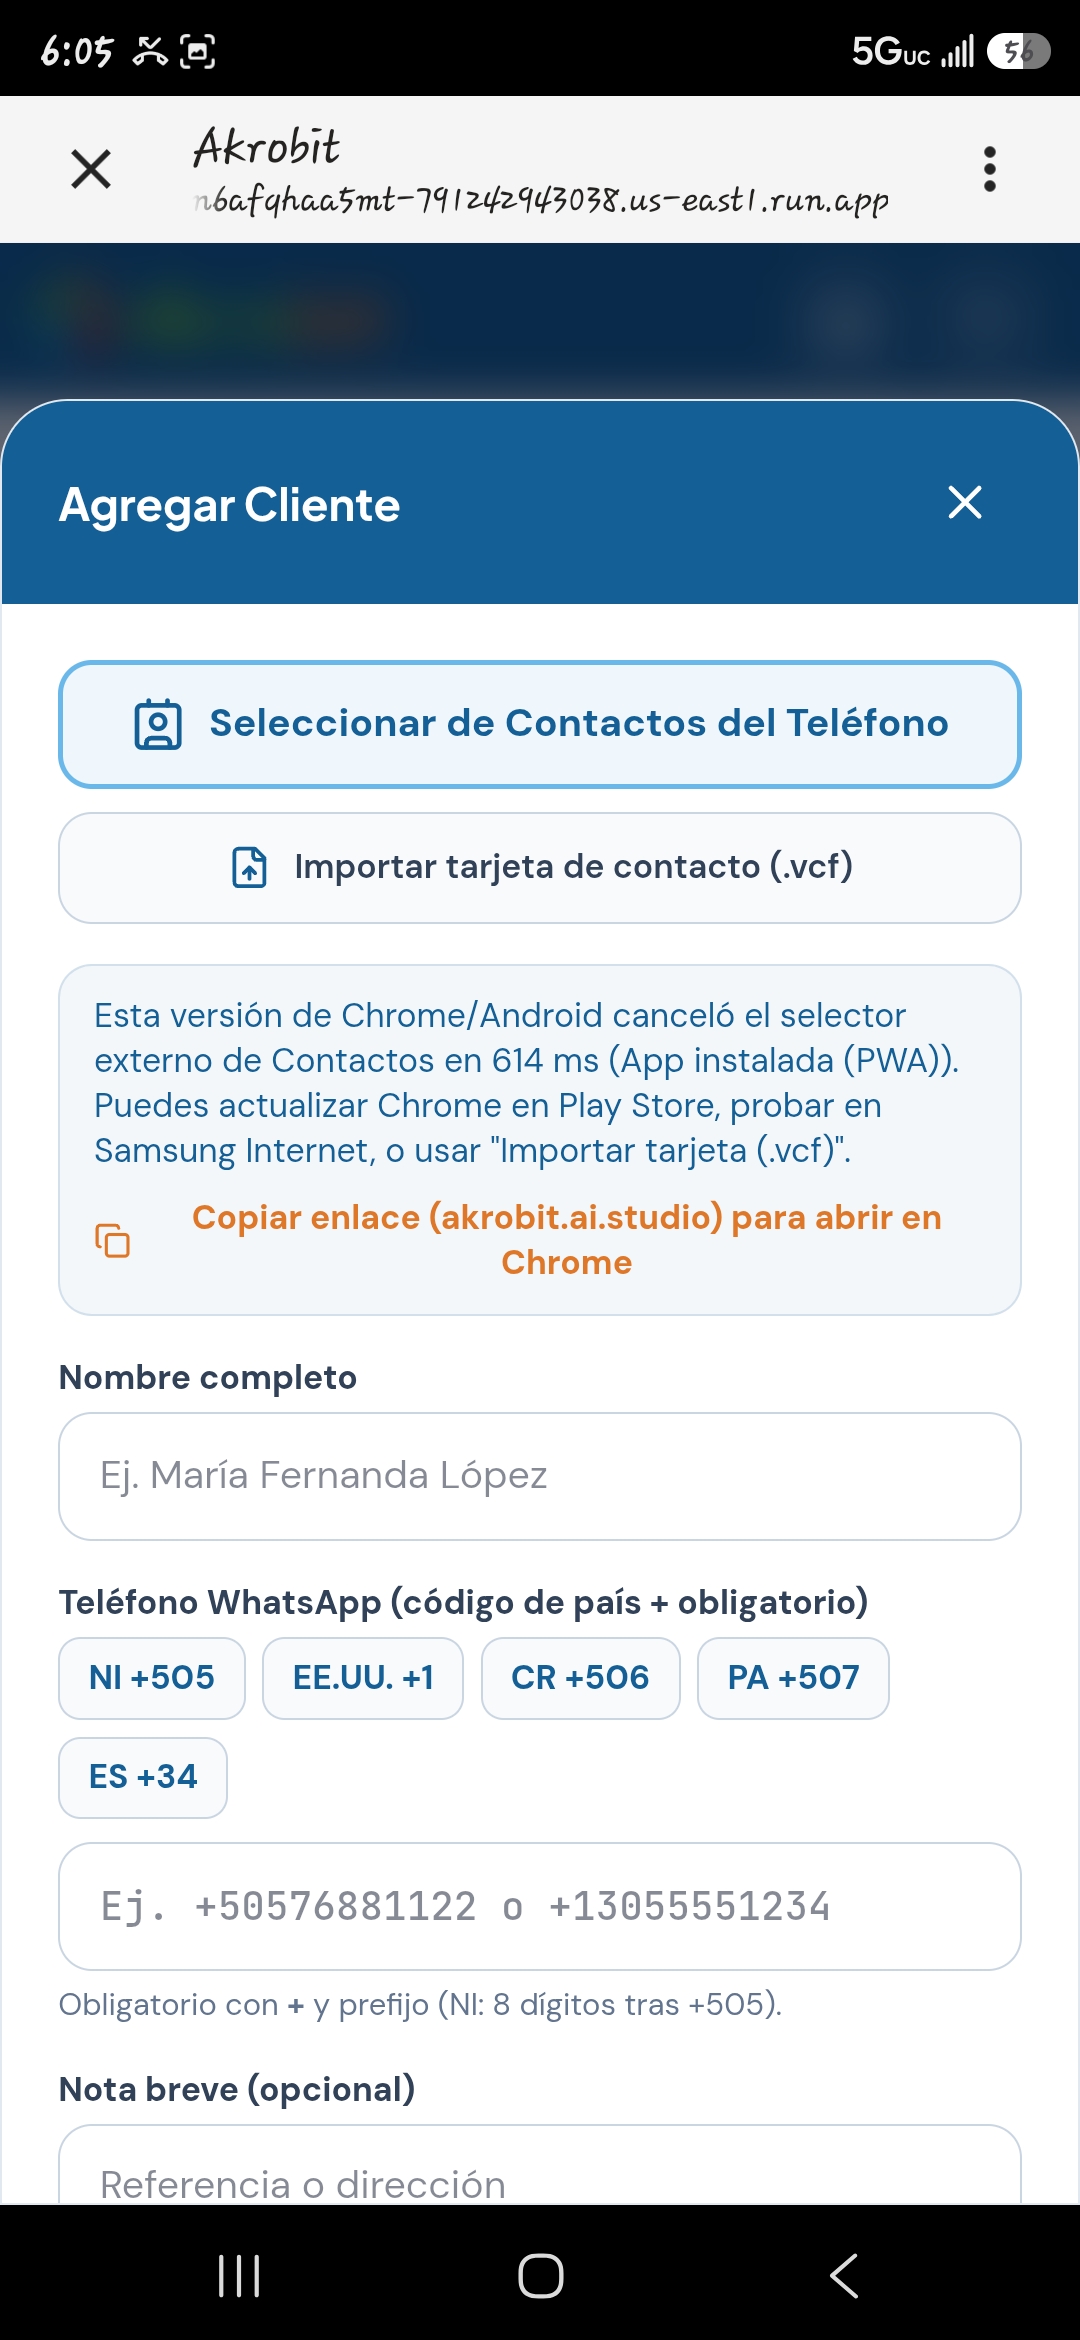 6:05
5GUC
56
Akrobit
n6afqhaa5mt-791242943038.us-east1.run.app
Agregar Cliente
Seleccionar de Contactos del Teléfono
Importar tarjeta de contacto (.vcf)
Esta versión de Chrome/Android canceló el selector
externo de Contactos en 614 ms (App instalada (PWA)).
Puedes actualizar Chrome en Play Store, probar en
Samsung Internet, o usar "Importar tarjeta (.vcf)".
Copiar enlace (akrobit.ai.studio) para abrir en
Chrome
Nombre completo
Ej. María Fernanda López
Teléfono WhatsApp (código de país + obligatorio)
NI +505
EE.UU. +1
CR +506
PA +507
ES +34
Ej. +50576881122 o +13055551234
Obligatorio con + y prefijo (NI: 8 dígitos tras +505).
Nota breve (opcional)
Referencia o dirección